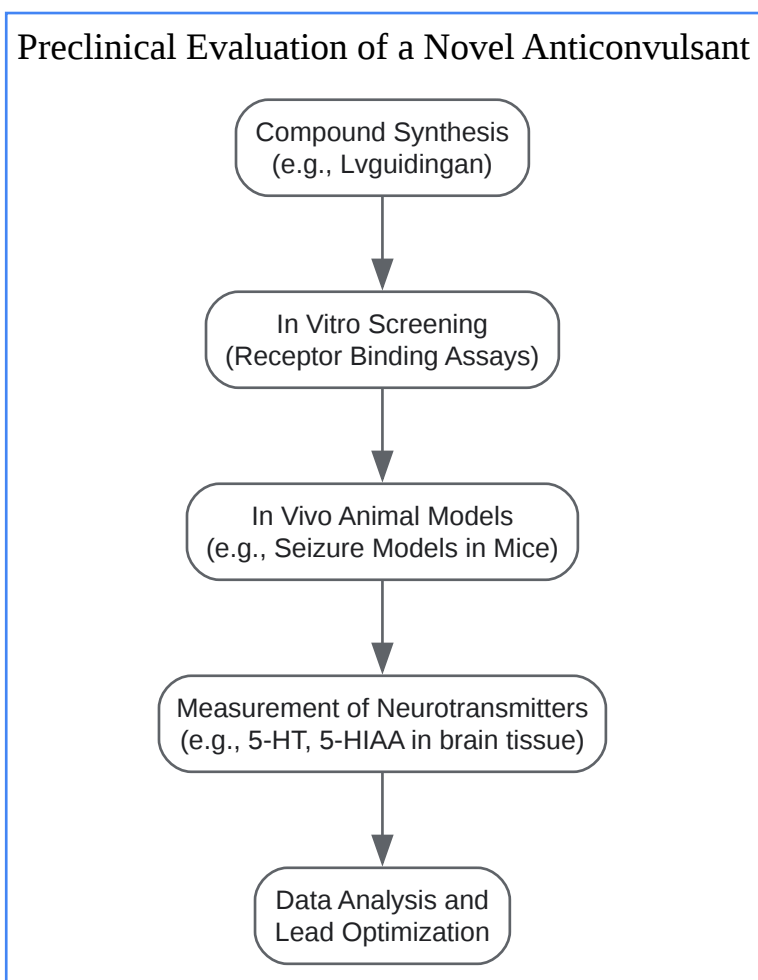 Preclinical Evaluation of a Novel Anticonvulsant
Compound Synthesis
(e.g., Lvguidingan)
In Vitro Screening
(Receptor Binding Assays)
In Vivo Animal Models
(e.g., Seizure Models in Mice)
Measurement of Neurotransmitters
(e.g., 5-HT, 5-HIAA in brain tissue)
Data Analysis and
Lead Optimization